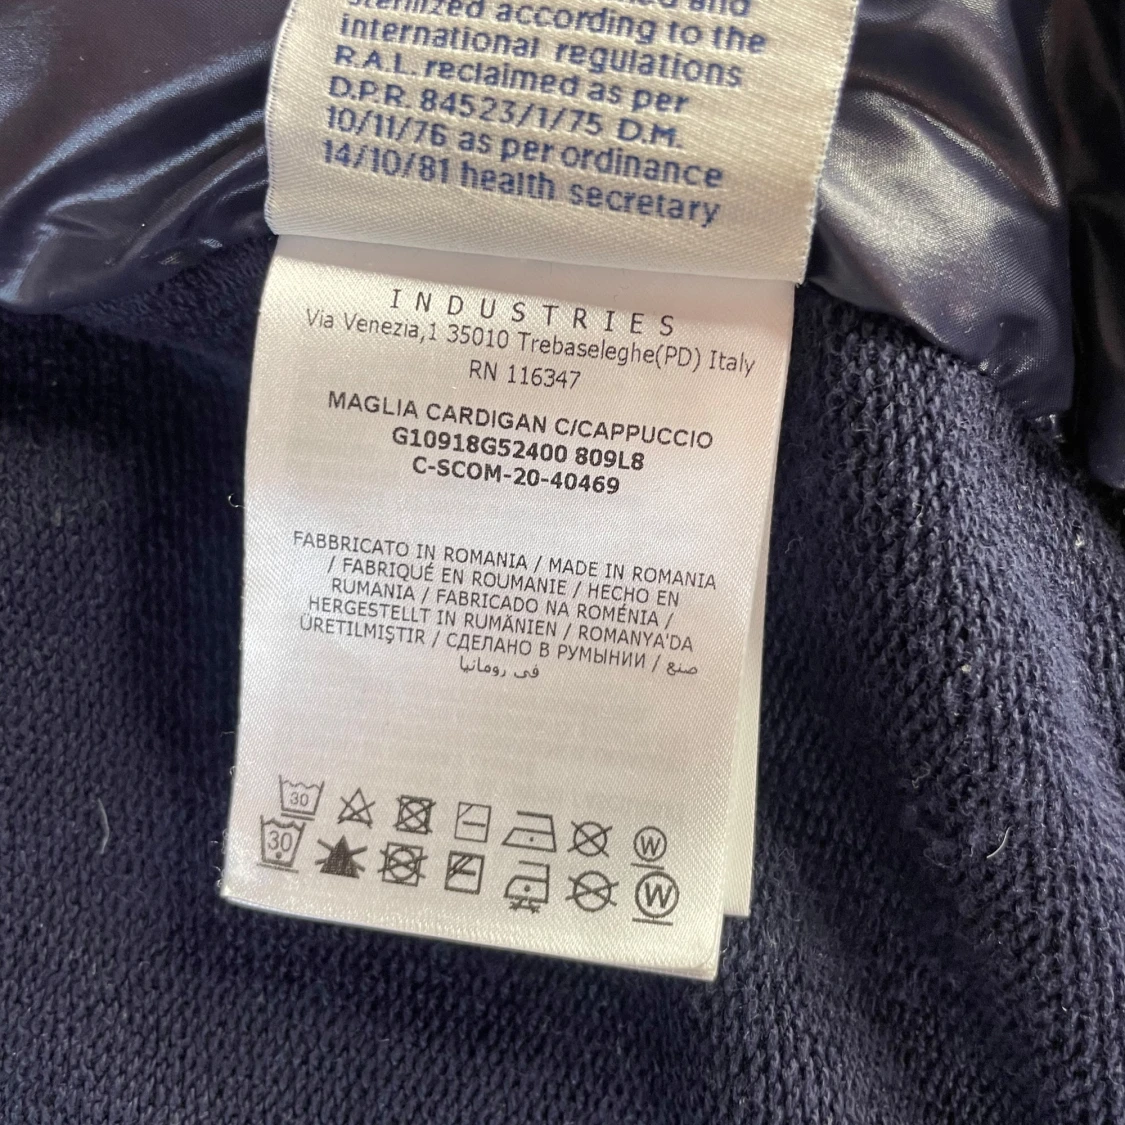 and
sterilized according to the
international regulations
R.A.L. reclaimed as per
D.P.R. 84523/1/75 D.M.
10/11/76 as per ordinance
14/10/81 health secretary
INDUSTRIES
Via Venezia,1 35010 Trebaseleghe(PD) Italy
RN 116347
MAGLIA CARDIGAN C/CAPPUCCIO
G10918G52400 809L8
C-SCOM-20-40469
FABBRICATO IN ROMANIA / MADE IN ROMANIA
/ FABRIQUÉ EN ROUMANIE / HECHO EN
RUMANIA / FABRICADO NA ROMÉNIA /
HERGESTELLT IN RUMÄNIEN / ROMANYA'DA
ÜRETILMIŞTIR / СДЕЛАНО В РУМЫНИИ / صنع
فى رومانيا
30 W
30 W